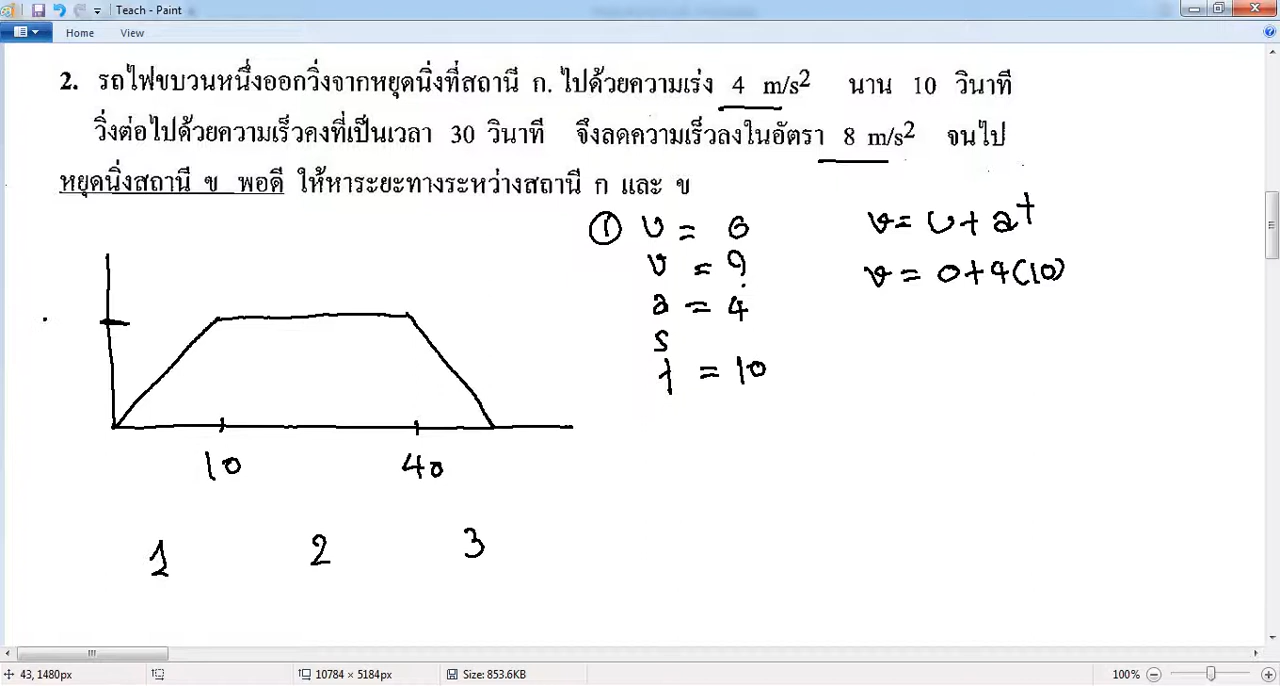 Teach - Paint
Home View
2. รถไฟขบวนหนึ่งออกวิ่งจากหยุดนิ่งที่สถานี ก. ไปด้วยความเร่ง 4 m/s2 นาน 10 วินาที
วิ่งต่อไปด้วยความเร็วคงที่เป็นเวลา 30 วินาที จึงลดความเร็วลงในอัตรา 8 m/s2 จนไป
หยุดนิ่งสถานี ข พอดี ให้หาระยะทางระหว่างสถานี ก และ ข
① u = 0
v = ?
a = 4
s
t = 10
v = u + at
v = 0 + 4(10)
10 40
1 2 3
43, 1480px 10784 × 5184px Size: 853.6KB 100%